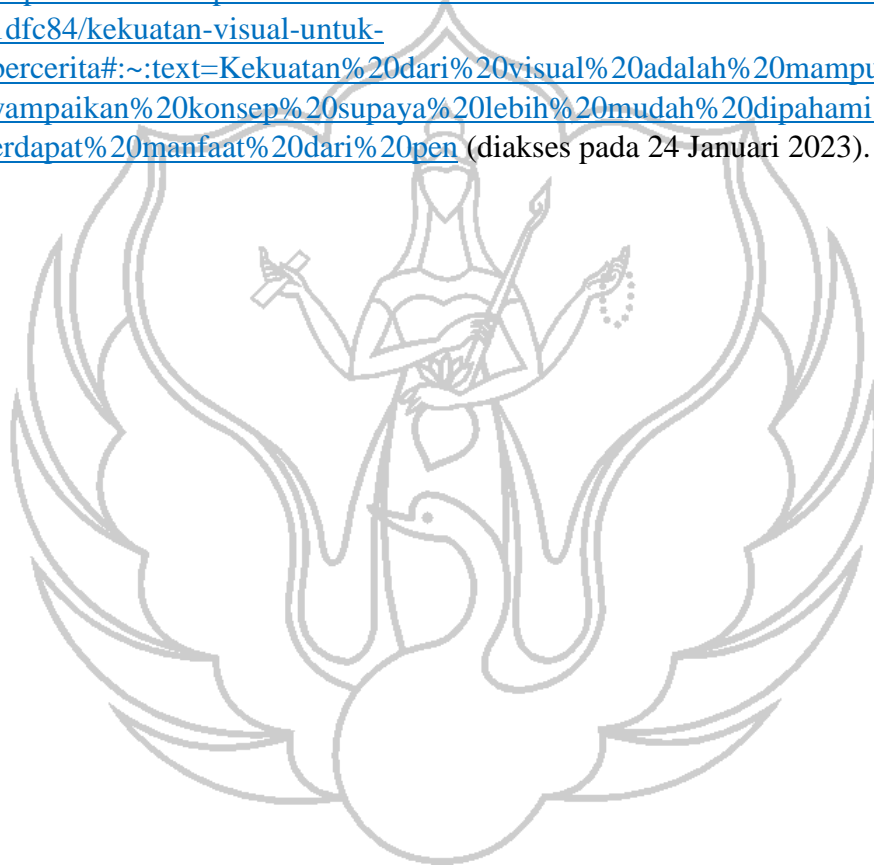 1dfc84/kekuatan-visual-untuk-
bercerita#:~:text=Kekuatan%20dari%20visual%20adalah%20mampu
yampaikan%20konsep%20supaya%20lebih%20mudah%20dipahami
erdapat%20manfaat%20dari%20pen (diakses pada 24 Januari 2023).